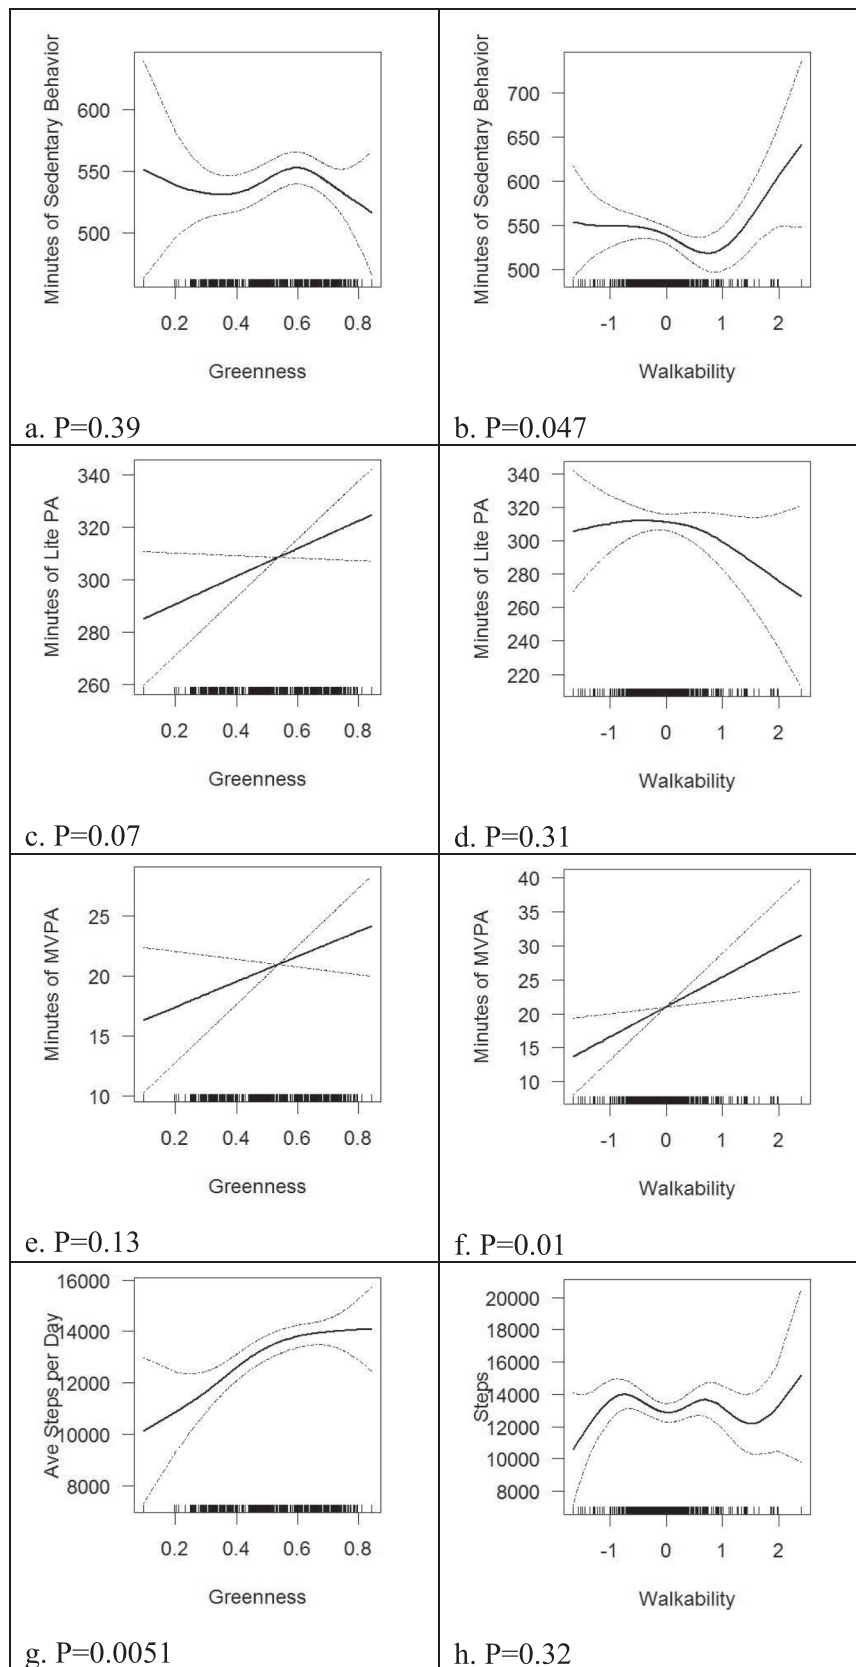 Minutes of Sedentary Behavior
600
550
500
0.2 0.4 0.6 0.8
Greenness
a. P=0.39
Minutes of Sedentary Behavior
700
650
600
550
500
-1 0 1 2
Walkability
b. P=0.047
Minutes of Lite PA
340
320
300
280
260
0.2 0.4 0.6 0.8
Greenness
c. P=0.07
Minutes of Lite PA
340
320
300
280
260
240
220
-1 0 1 2
Walkability
d. P=0.31
Minutes of MVPA
25
20
15
10
0.2 0.4 0.6 0.8
Greenness
e. P=0.13
Minutes of MVPA
40
35
30
25
20
15
10
-1 0 1 2
Walkability
f. P=0.01
Ave Steps per Day
16000
14000
12000
10000
8000
0.2 0.4 0.6 0.8
Greenness
g. P=0.0051
Steps
20000
18000
16000
14000
12000
10000
8000
-1 0 1 2
Walkability
h. P=0.32